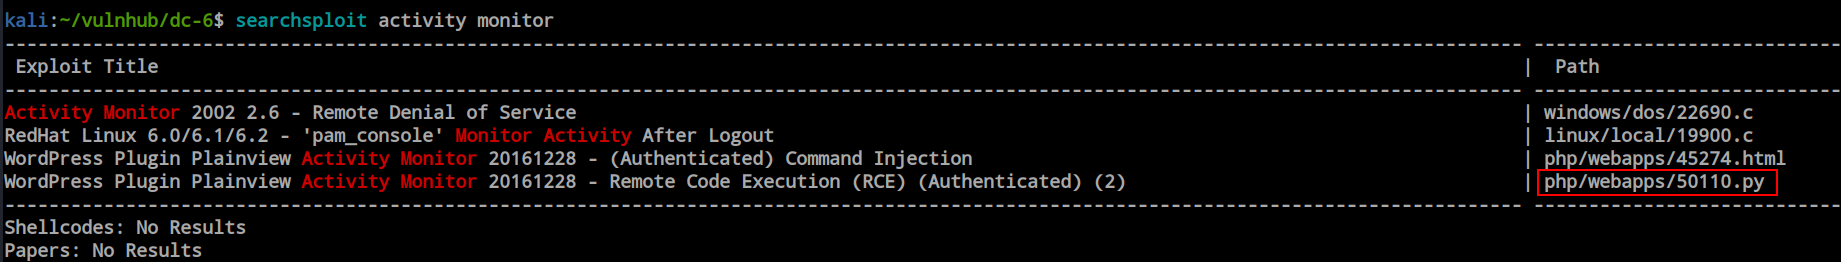 kali:~/vulnhub/dc-6$ searchsploit activity monitor
---------------------------------------------------------------------------------------------------------------------------------------- ----------------------------
 Exploit Title | Path
---------------------------------------------------------------------------------------------------------------------------------------- ----------------------------
Activity Monitor 2002 2.6 - Remote Denial of Service | windows/dos/22690.c
RedHat Linux 6.0/6.1/6.2 - 'pam_console' Monitor Activity After Logout | linux/local/19900.c
WordPress Plugin Plainview Activity Monitor 20161228 - (Authenticated) Command Injection | php/webapps/45274.html
WordPress Plugin Plainview Activity Monitor 20161228 - Remote Code Execution (RCE) (Authenticated) (2) | php/webapps/50110.py
---------------------------------------------------------------------------------------------------------------------------------------- ----------------------------
Shellcodes: No Results
Papers: No Results